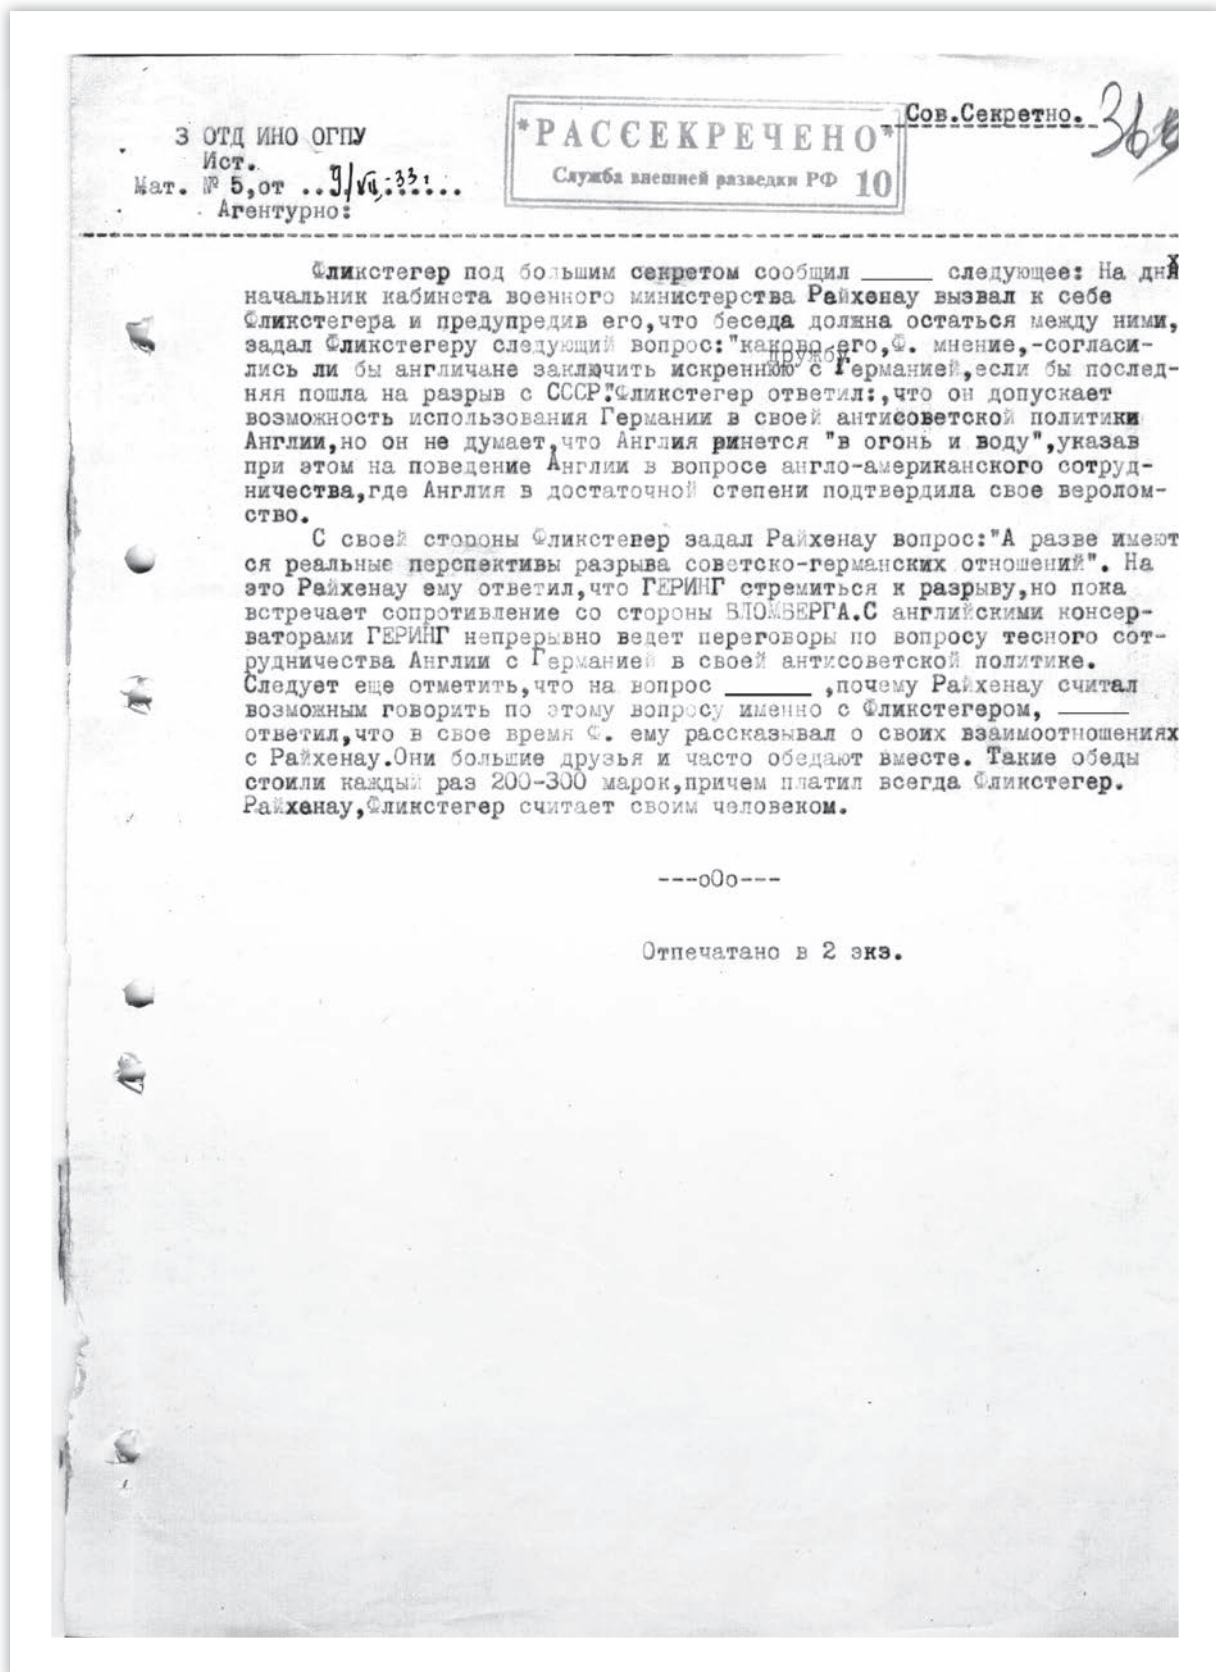 Сов.Секретно.
3 ОТД ИНО ОГПУ
Ист.
Мат. № 5,от ..9/VII.-33г....
Агентурно:
*РАССЕКРЕЧЕНО*
Служба внешней разведки РФ 10
Фликстегер под большим секретом сообщил _____ следующее: На днях
начальник кабинета военного министерства Райхенау вызвал к себе
Фликстегера и предупредив его,что беседа должна остаться между ними,
задал Фликстегеру следующий вопрос:"каково его,Ф. мнение,-согласи-
дружбу
лись ли бы англичане заключить искреннюю с Германией,если бы послед-
няя пошла на разрыв с СССР".Фликстегер ответил:,что он допускает
возможность использования Германии в своей антисоветской политики
Англии,но он не думает,что Англия ринется "в огонь и воду",указав
при этом на поведение Англии в вопросе англо-американского сотруд-
ничества,где Англия в достаточной степени подтвердила свое веролом-
ство.
С своей стороны Фликстегер задал Райхенау вопрос:"А разве имеют
ся реальные перспективы разрыва советско-германских отношений". На
это Райхенау ему ответил,что ГЕРИНГ стремиться к разрыву,но пока
встречает сопротивление со стороны БЛОМБЕРГА.С английскими консер-
ваторами ГЕРИНГ непрерывно ведет переговоры по вопросу тесного сот-
рудничества Англии с Германией в своей антисоветской политике.
Следует еще отметить,что на вопрос ______ ,почему Райхенау считал
возможным говорить по этому вопросу именно с Фликстегером, _____
ответил,что в свое время Ф. ему рассказывал о своих взаимоотношениях
с Райхенау.Они большие друзья и часто обедают вместе. Такие обеды
стоили каждый раз 200-300 марок,причем платил всегда Фликстегер.
Райхенау,Фликстегер считает своим человеком.
---оОо---
Отпечатано в 2 экз.